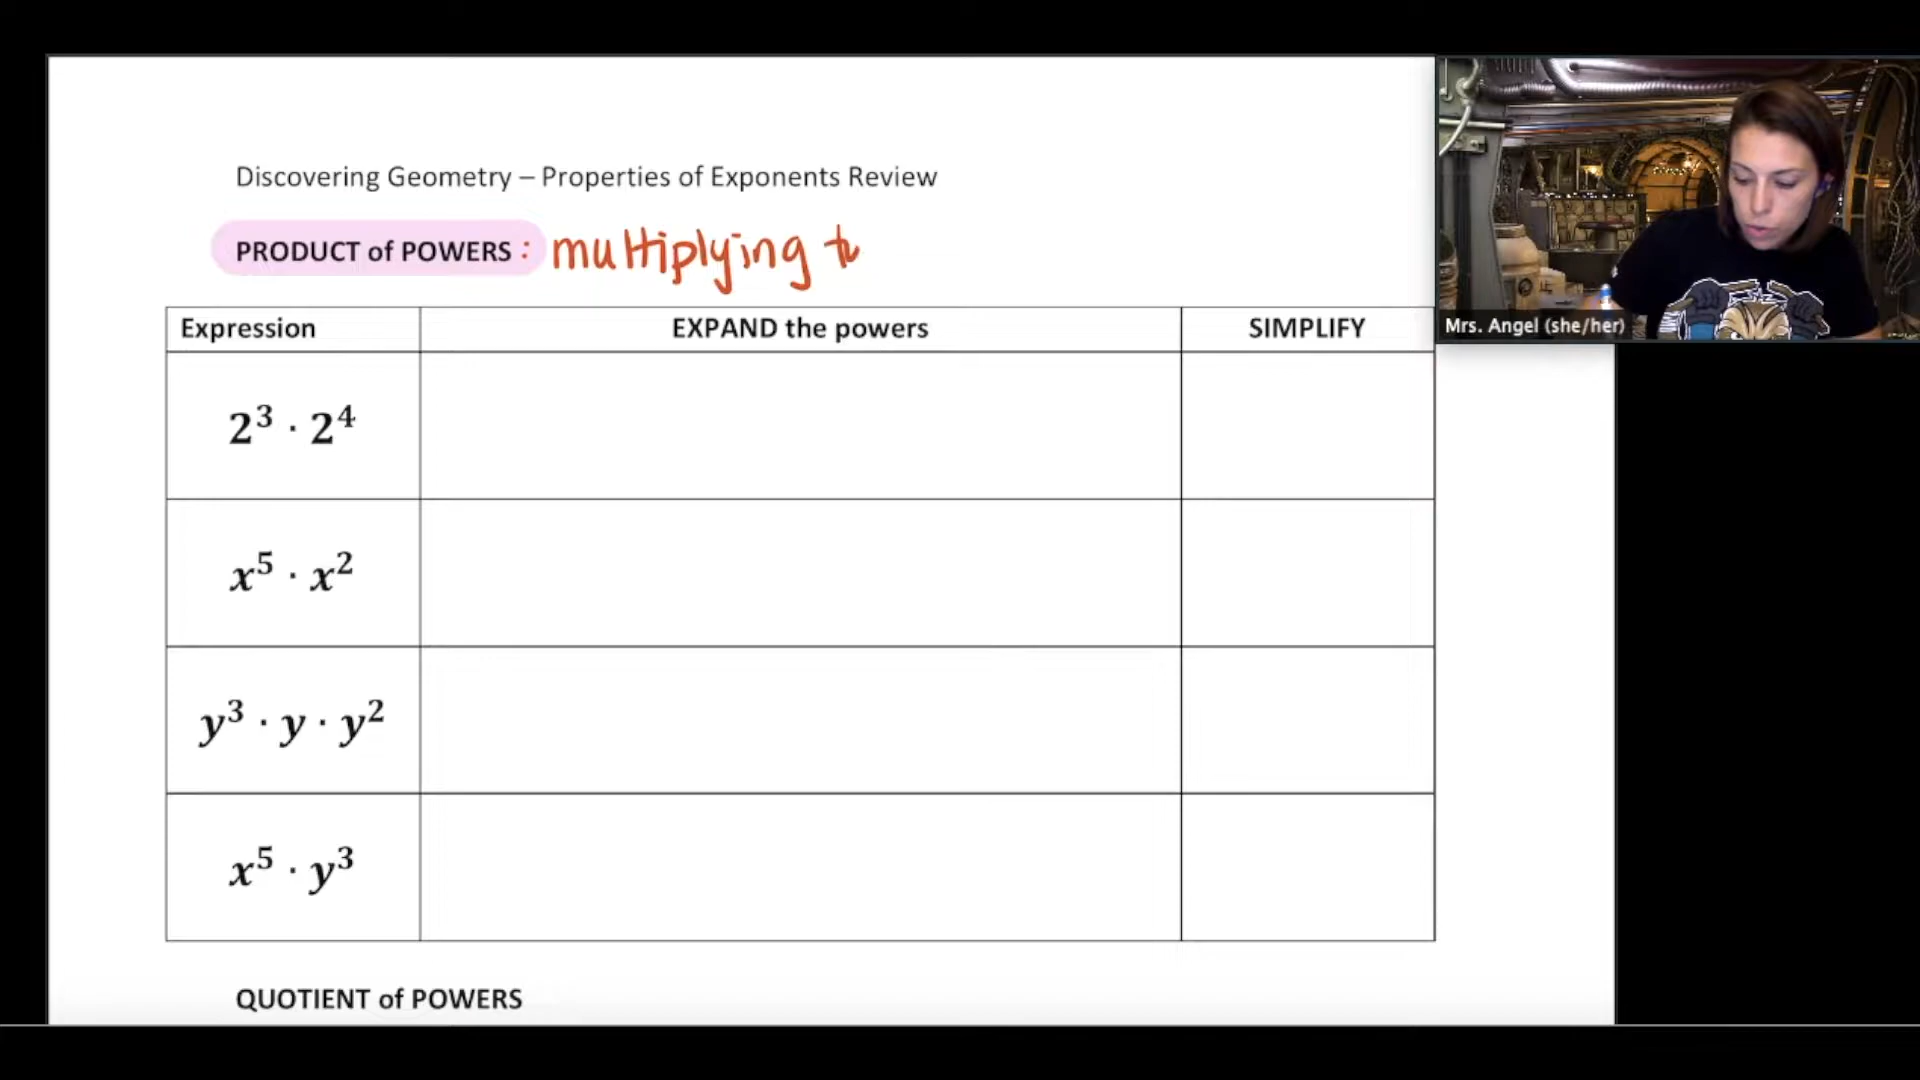 Discovering Geometry – Properties of Exponents Review
PRODUCT of POWERS : multiplying tw
Expression EXPAND the powers SIMPLIFY
2³ · 2⁴
x⁵ · x²
y³ · y · y²
x⁵ · y³
QUOTIENT of POWERS
Mrs. Angel (she/her)